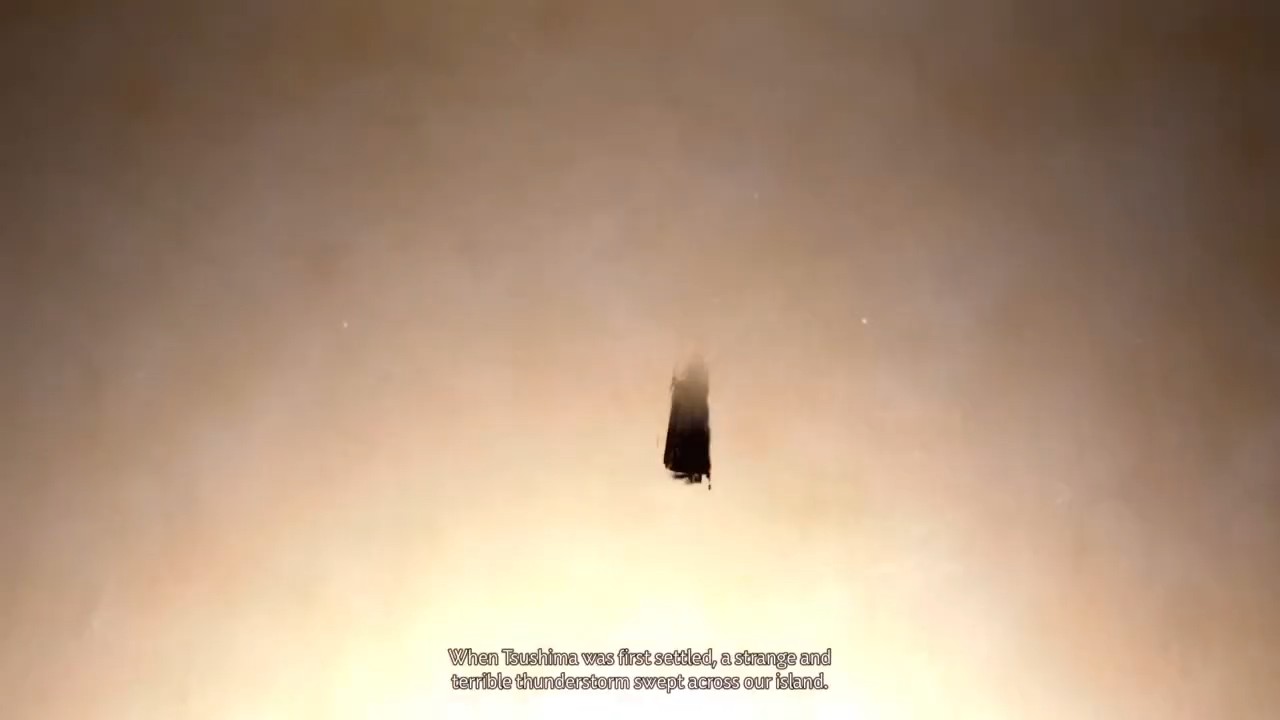 When Tsushima was first settled, a strange and
terrible thunderstorm swept across our island.